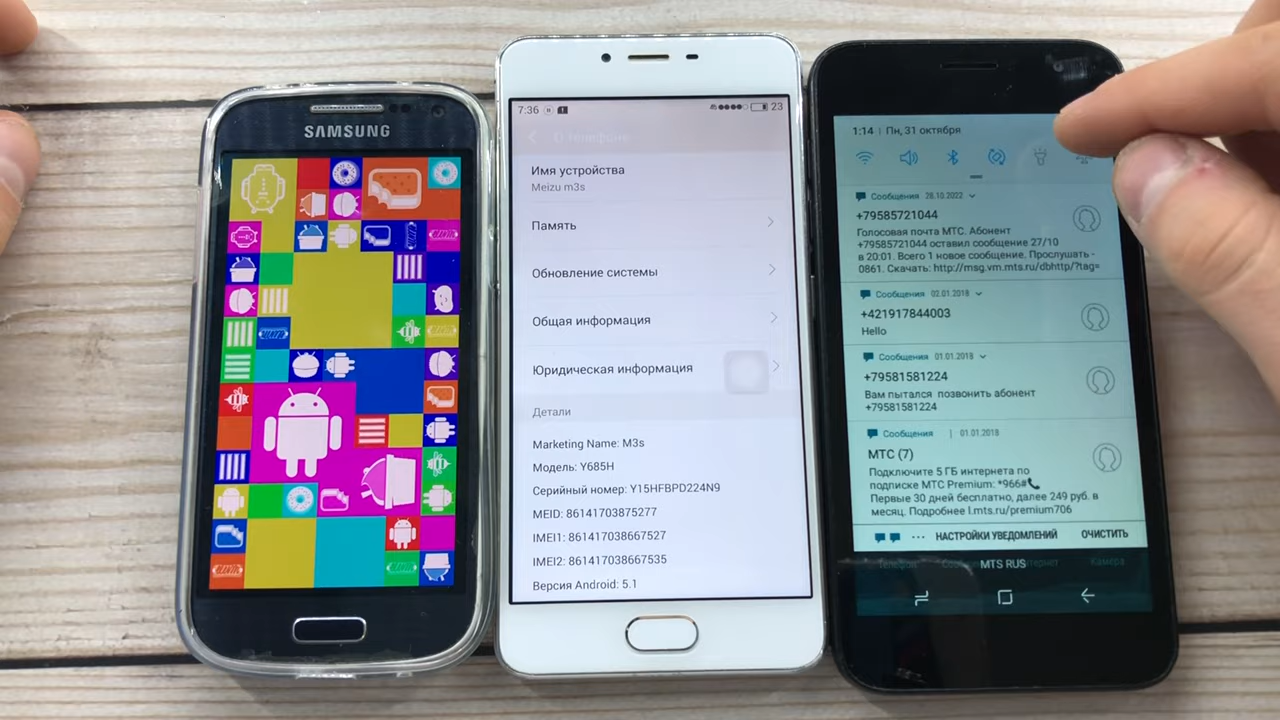 SAMSUNG
7:36
23
О телефоне
Имя устройства
Meizu m3s
Память
Обновление системы
Общая информация
Юридическая информация
Детали
Marketing Name: M3s
Модель: Y685H
Серийный номер: Y15HFBPD224N9
MEID: 86141703875277
IMEI1: 861417038667527
IMEI2: 861417038667535
Версия Android: 5.1
1:14 | Пн, 31 октября
Сообщения 28.10.2022
+79585721044
Голосовая почта МТС. Абонент
+79585721044 оставил сообщение 27/10
в 20:01. Всего 1 новое сообщение. Прослушать -
0861. Скачать: http://msg.vm.mts.ru/dbhttp/?tag=
Сообщения 02.01.2018
+421917844003
Hello
Сообщения 01.01.2018
+79581581224
Вам пытался позвонить абонент
+79581581224
Сообщения | 01.01.2018
МТС (7)
Подключите 5 ГБ интернета по
подписке МТС Premium: *966#
Первые 30 дней бесплатно, далее 249 руб. в
месяц. Подробнее l.mts.ru/premium706
НАСТРОЙКИ УВЕДОМЛЕНИЙ ОЧИСТИТЬ
Телефон MTS RUS Камера